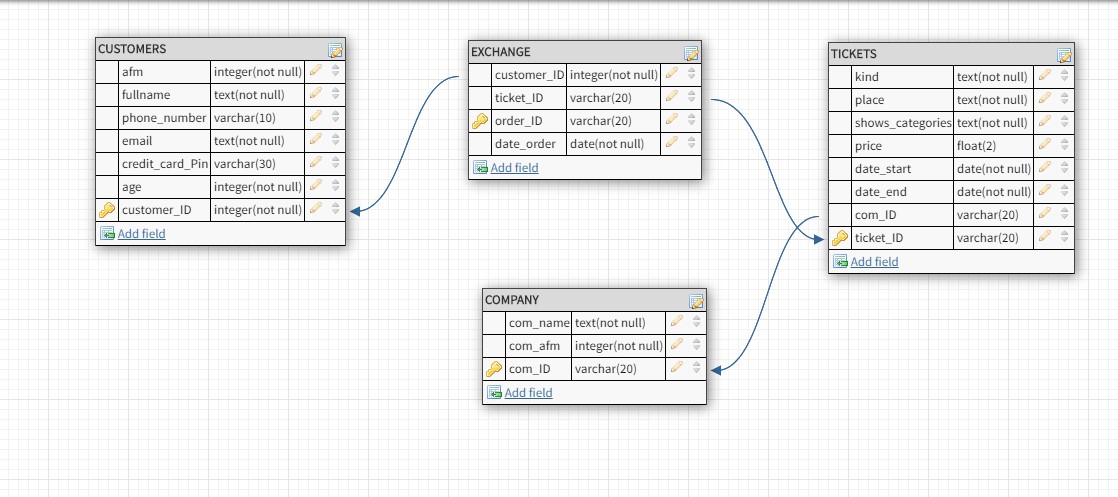 CUSTOMERS
afm integer(not null)
fullname text(not null)
phone_number varchar(10)
email text(not null)
credit_card_Pin varchar(30)
age integer(not null)
customer_ID integer(not null)
Add field
EXCHANGE
customer_ID integer(not null)
ticket_ID varchar(20)
order_ID varchar(20)
date_order date(not null)
Add field
TICKETS
kind text(not null)
place text(not null)
shows_categories text(not null)
price float(2)
date_start date(not null)
date_end date(not null)
com_ID varchar(20)
ticket_ID varchar(20)
Add field
COMPANY
com_name text(not null)
com_afm integer(not null)
com_ID varchar(20)
Add field